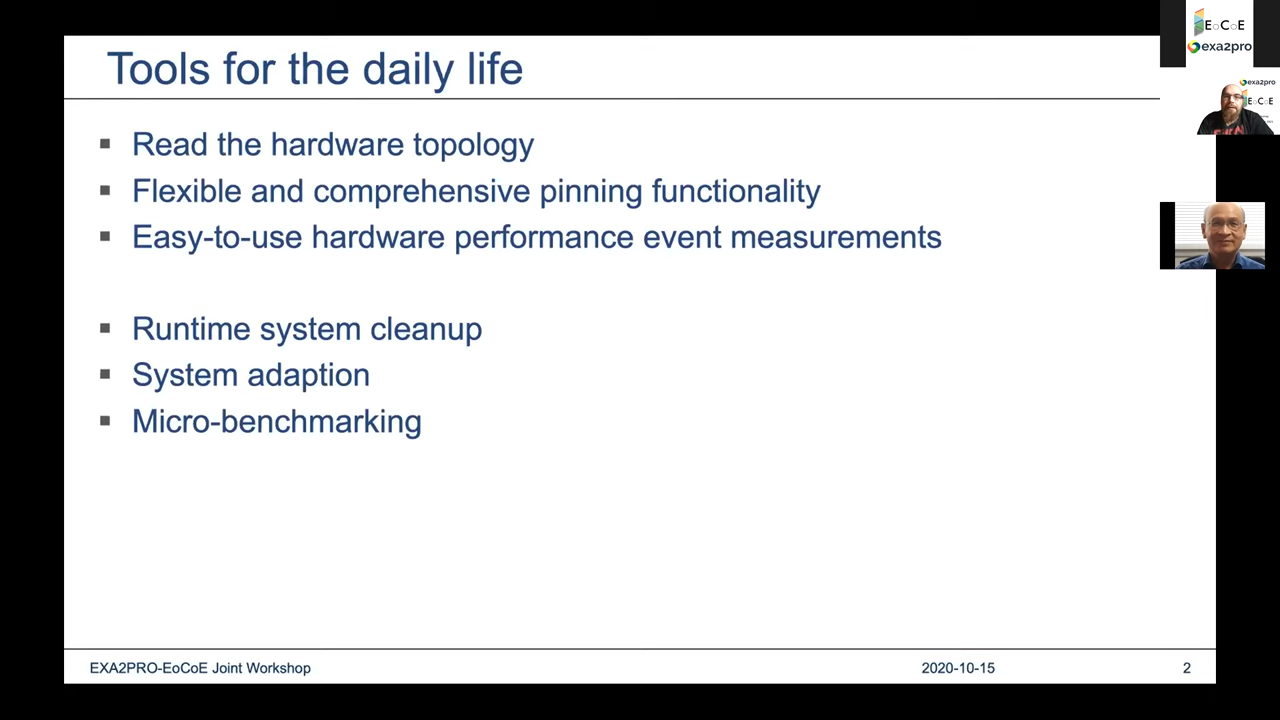 Tools for the daily life
Read the hardware topology
Flexible and comprehensive pinning functionality
Easy-to-use hardware performance event measurements
Runtime system cleanup
System adaption
Micro-benchmarking
EXA2PRO-EoCoE Joint Workshop
2020-10-15
2
EoCoE
exa2pro
exa2pro
EoCoE